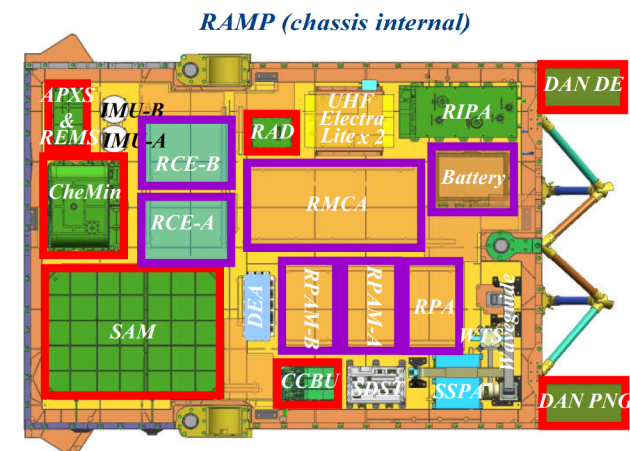 RAMP (chassis internal)
APXS
&
REMS
IMU-B
IMU-A
UHF
Electra
Lite x 2
RIPA
DAN DE
RAD
RCE-B
CheMin
RMCA
Battery
RCE-A
SAM
DEA
RPAM-B
RPAM-A
RPA
WTS
Waveguide
CCBU
SDST
SSPA
DAN PNG